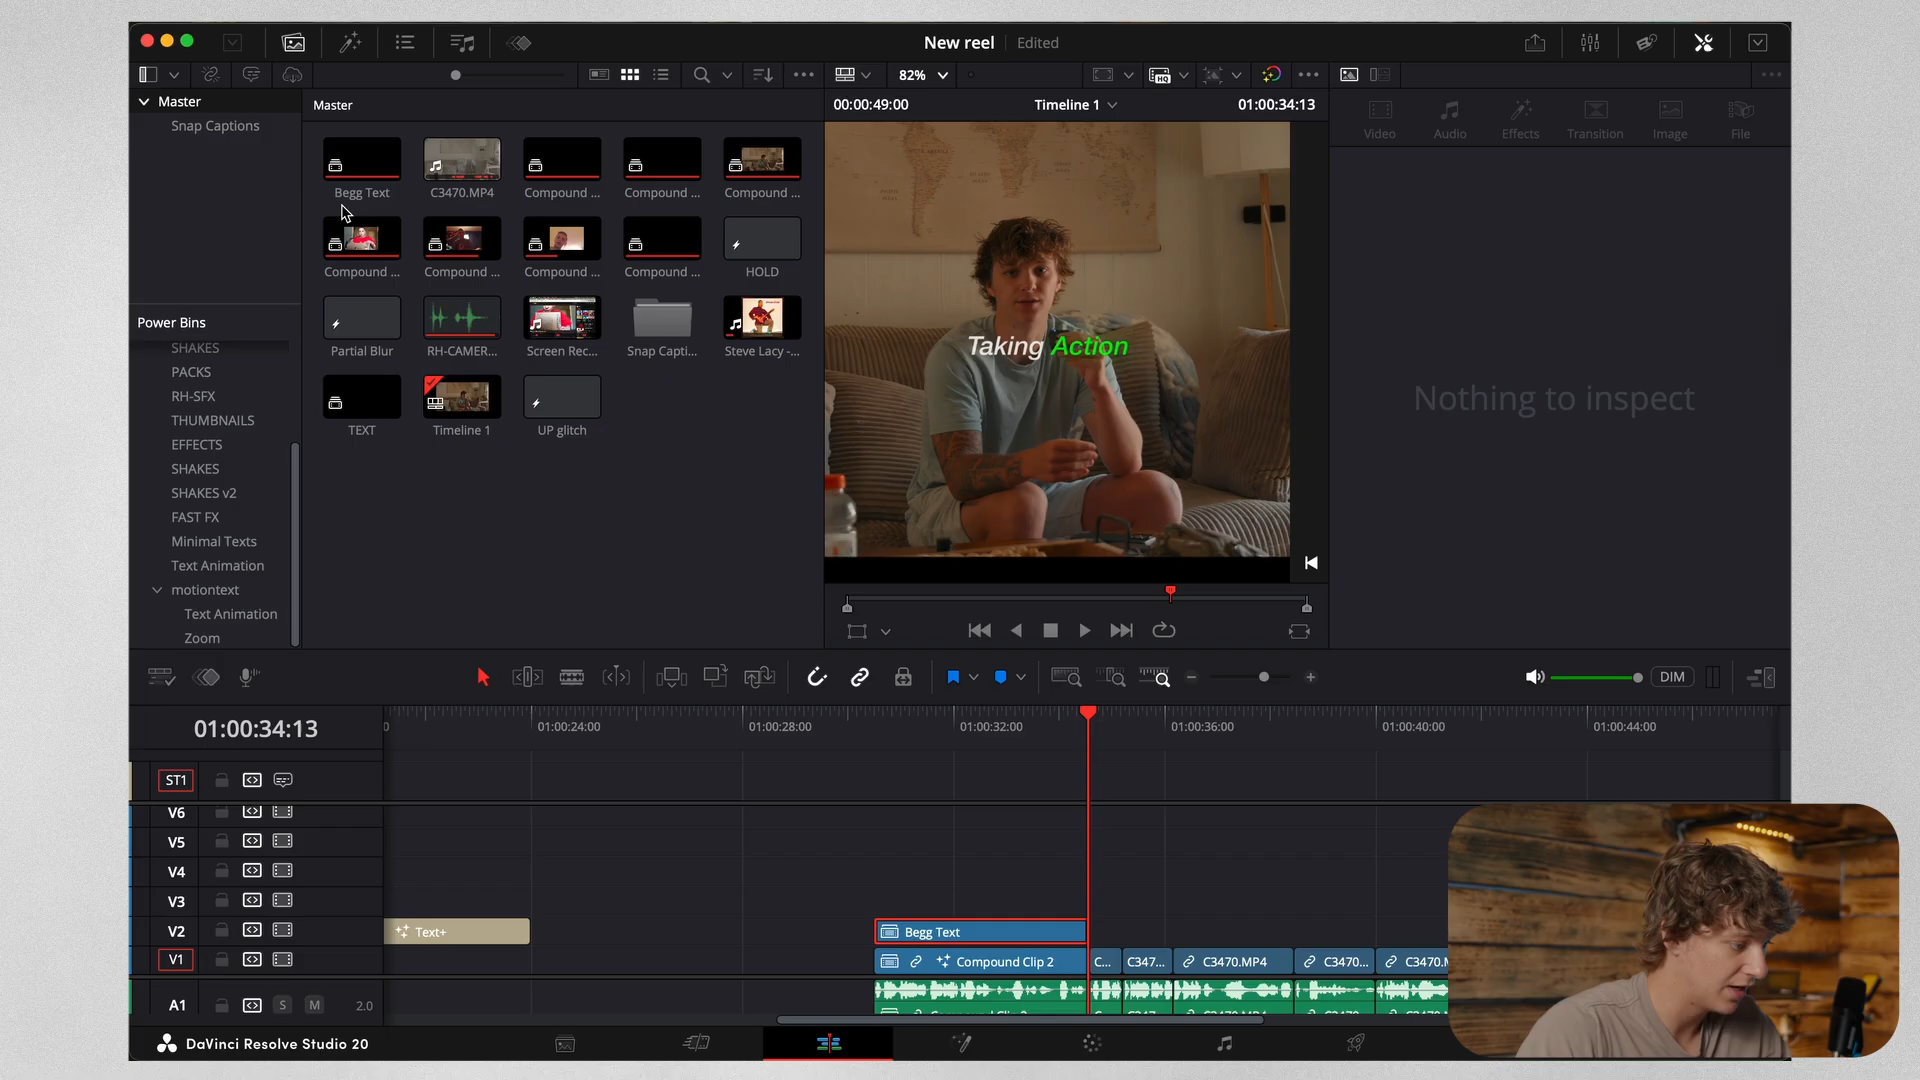 New reel Edited
82% HQ
Master
Snap Captions
Master
00:00:49:00 Timeline 1 01:00:34:13
Video Audio Effects Transition Image File
Begg Text C3470.MP4 Compound ... Compound ... Compound ...
Compound ... Compound ... Compound ... Compound ... HOLD
Partial Blur RH-CAMER... Screen Rec... Snap Capti... Steve Lacy -...
TEXT Timeline 1 UP glitch
Power Bins
SHAKES
PACKS
RH-SFX
THUMBNAILS
EFFECTS
SHAKES
SHAKES v2
FAST FX
Minimal Texts
Text Animation
motiontext
Text Animation
Zoom
Taking Action
Nothing to inspect
DIM
01:00:34:13
0 01:00:24:00 01:00:28:00 01:00:32:00 01:00:36:00 01:00:40:00 01:00:44:00
ST1
V6
V5
V4
V3
V2 Text+ Begg Text
V1 Compound Clip 2 C... C347... C3470.MP4 C3470... C3470.M
A1 S M 2.0
DaVinci Resolve Studio 20